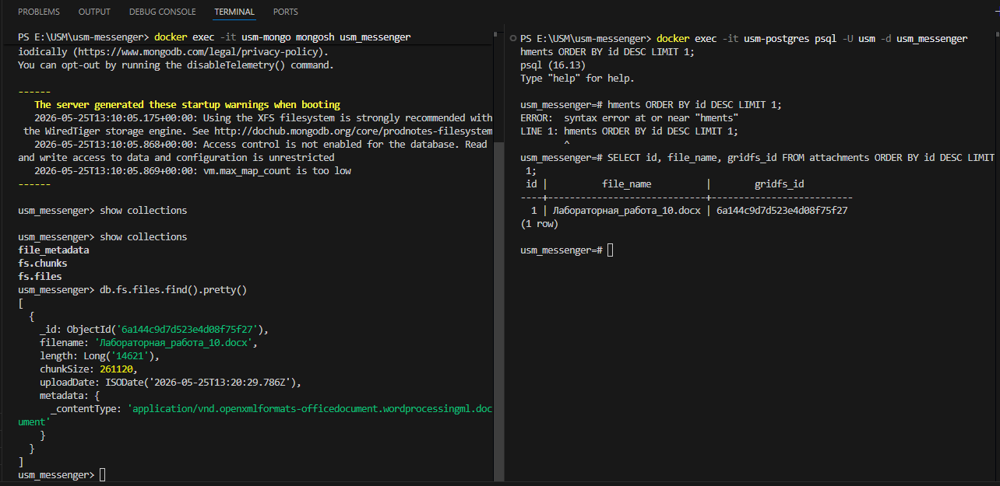 PROBLEMS OUTPUT DEBUG CONSOLE TERMINAL PORTS
PS E:\USM\usm-messenger> docker exec -it usm-mongo mongosh usm_messenger
iodically (https://www.mongodb.com/legal/privacy-policy).
You can opt-out by running the disableTelemetry() command.
------
The server generated these startup warnings when booting
2026-05-25T13:10:05.175+00:00: Using the XFS filesystem is strongly recommended with
the WiredTiger storage engine. See http://dochub.mongodb.org/core/prodnotes-filesystem
2026-05-25T13:10:05.868+00:00: Access control is not enabled for the database. Read
and write access to data and configuration is unrestricted
2026-05-25T13:10:05.869+00:00: vm.max_map_count is too low
------
usm_messenger> show collections
usm_messenger> show collections
file_metadata
fs.chunks
fs.files
usm_messenger> db.fs.files.find().pretty()
[
{
_id: ObjectId('6a144c9d7d523e4d08f75f27'),
filename: 'Лабораторная_работа_10.docx',
length: Long('14621'),
chunkSize: 261120,
uploadDate: ISODate('2026-05-25T13:20:29.786Z'),
metadata: {
_contentType: 'application/vnd.openxmlformats-officedocument.wordprocessingml.doc
ument'
}
}
]
usm_messenger>
PS E:\USM\usm-messenger> docker exec -it usm-postgres psql -U usm -d usm_messenger
hments ORDER BY id DESC LIMIT 1;
psql (16.13)
Type "help" for help.
usm_messenger=# hments ORDER BY id DESC LIMIT 1;
ERROR:  syntax error at or near "hments"
LINE 1: hments ORDER BY id DESC LIMIT 1;
^
usm_messenger=# SELECT id, file_name, gridfs_id FROM attachments ORDER BY id DESC LIMIT
1;
id | file_name | gridfs_id
----+-----------------------------+--------------------------
1 | Лабораторная_работа_10.docx | 6a144c9d7d523e4d08f75f27
(1 row)
usm_messenger=#